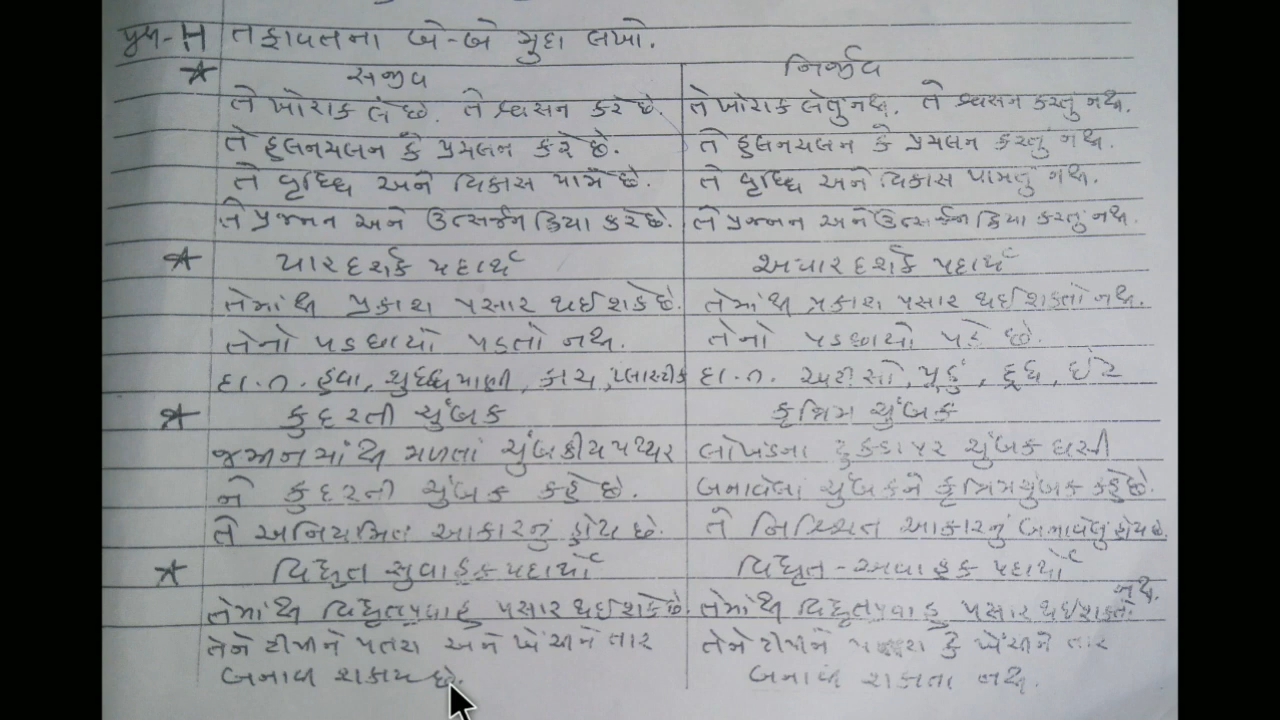 પ્રશ્ન-H તફાવતના બે-બે મુદ્દા લખો.
★ સજીવ નિર્જીવ
તે ખોરાક લે છે. તે શ્વસન કરે છે. તે ખોરાક લેતું નથી. તે શ્વસન કરતું નથી.
તે હલનચલન કે પ્રચલન કરે છે. તે હલનચલન કે પ્રચલન કરતું નથી.
તે વૃધ્ધિ અને વિકાસ પામે છે. તે વૃધ્ધિ અને વિકાસ પામતું નથી.
તે પ્રજનન અને ઉત્સર્જન ક્રિયા કરે છે. તે પ્રજનન અને ઉત્સર્જન ક્રિયા કરતું નથી.
★ પારદર્શક પદાર્થ અપારદર્શક પદાર્થ
તેમાંથી પ્રકાશ પસાર થઈ શકે છે. તેમાંથી પ્રકાશ પસાર થઈ શકતો નથી.
તેનો પડછાયો પડતો નથી. તેનો પડછાયો પડે છે.
દા.ત. હવા, શુધ્ધ પાણી, કાચ, પ્લાસ્ટીક દા.ત. અરીસો, પૂઠું, દૂધ, ઈંટ
★ કુદરતી ચુંબક કૃત્રિમ ચુંબક
જમીનમાંથી મળતાં ચુંબકીય પથ્થર લોખંડના ટુકડા પર ચુંબક ઘસી
ને કુદરતી ચુંબક કહે છે. બનાવેલા ચુંબકને કૃત્રિમ ચુંબક કહે છે.
તે અનિયમિત આકારનું હોય છે. તે નિશ્ચિત આકારનું બનાવેલું હોય છે.
★ વિદ્યુત સુવાહક પદાર્થો વિદ્યુત-અવાહક પદાર્થો
તેમાંથી વિદ્યુતપ્રવાહ પસાર થઈ શકે છે. તેમાંથી વિદ્યુતપ્રવાહ પસાર થઈ શકતો નથી.
તેને ટીપીને પતરા અને ખેંચીને તાર તેને ટીપીને પતરા કે ખેંચીને તાર
બનાવી શકાય છે. બનાવી શકાતા નથી.